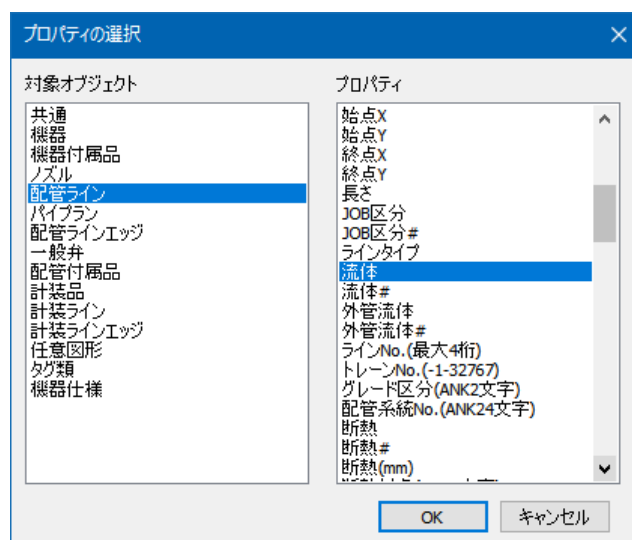 プロパティの選択
対象オブジェクト
共通
機器
機器付属品
ノズル
配管ライン
パイプラン
配管ラインエッジ
一般弁
配管付属品
計装品
計装ライン
計装ラインエッジ
任意図形
タグ類
機器仕様
プロパティ
始点X
始点Y
終点X
終点Y
長さ
JOB区分
JOB区分#
ラインタイプ
流体
流体#
外管流体
外管流体#
ラインNo.(最大4桁)
トレーンNo.(-1-32767)
グレード区分(ANK2文字)
配管系統No.(ANK24文字)
断熱
断熱#
断熱(mm)
OK
キャンセル